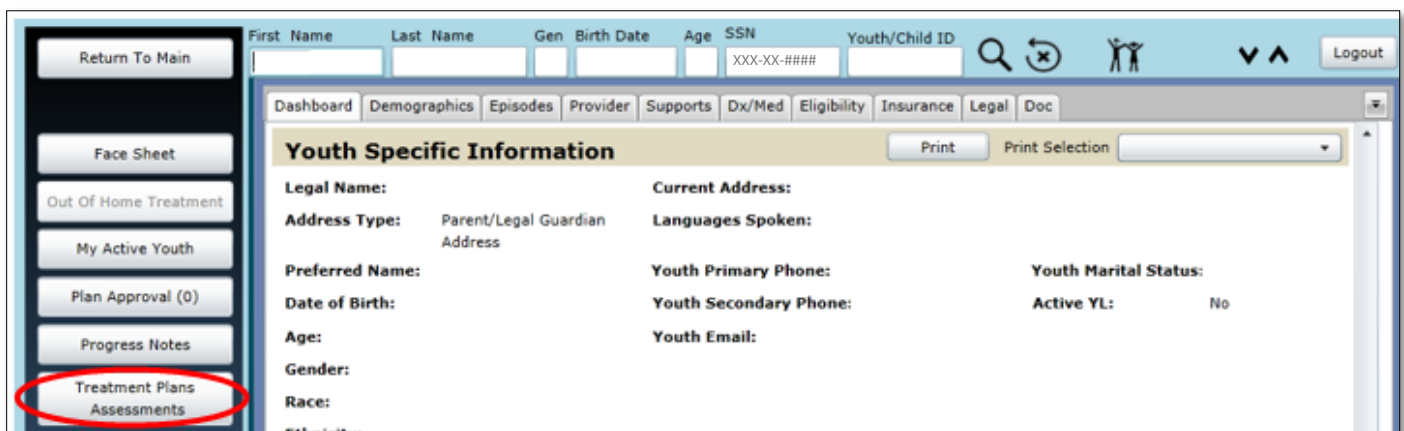 Return To Main
First Name Last Name Gen Birth Date Age SSN Youth/Child ID
XXX-XX-####
Logout
Dashboard Demographics Episodes Provider Supports Dx/Med Eligibility Insurance Legal Doc
Face Sheet
Out Of Home Treatment
My Active Youth
Plan Approval (0)
Progress Notes
Treatment Plans
Assessments
Youth Specific Information Print Print Selection
Legal Name: Current Address:
Address Type: Parent/Legal Guardian Languages Spoken:
Address
Preferred Name: Youth Primary Phone: Youth Marital Status:
Date of Birth: Youth Secondary Phone: Active YL: No
Age: Youth Email:
Gender:
Race: